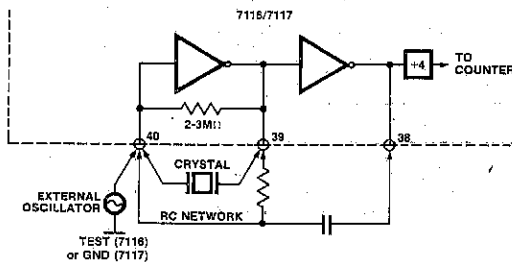 7116/7117
÷4
TO
COUNTER
2-3MΩ
40
39
38
CRYSTAL
EXTERNAL
OSCILLATOR
RC NETWORK
TEST (7116)
or GND (7117)